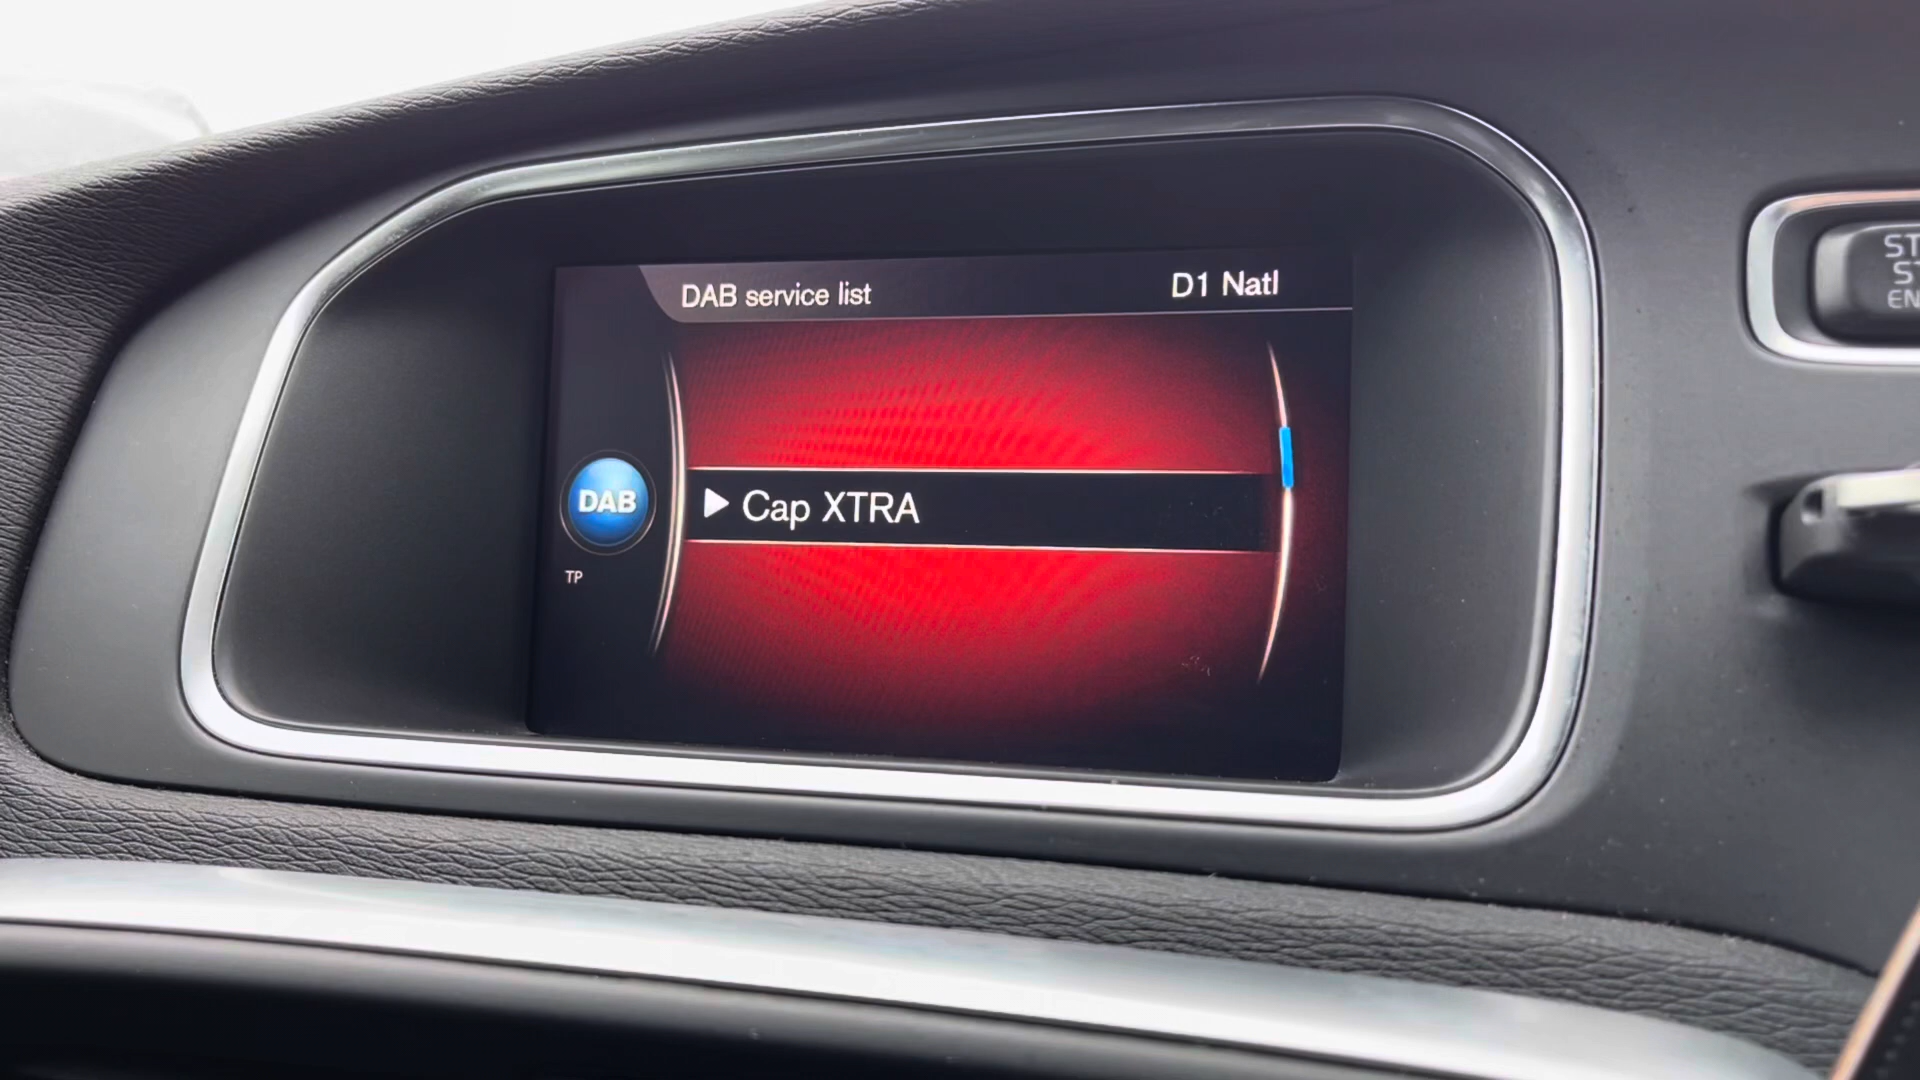 DAB service list
D1 Natl
DAB
Cap XTRA
TP